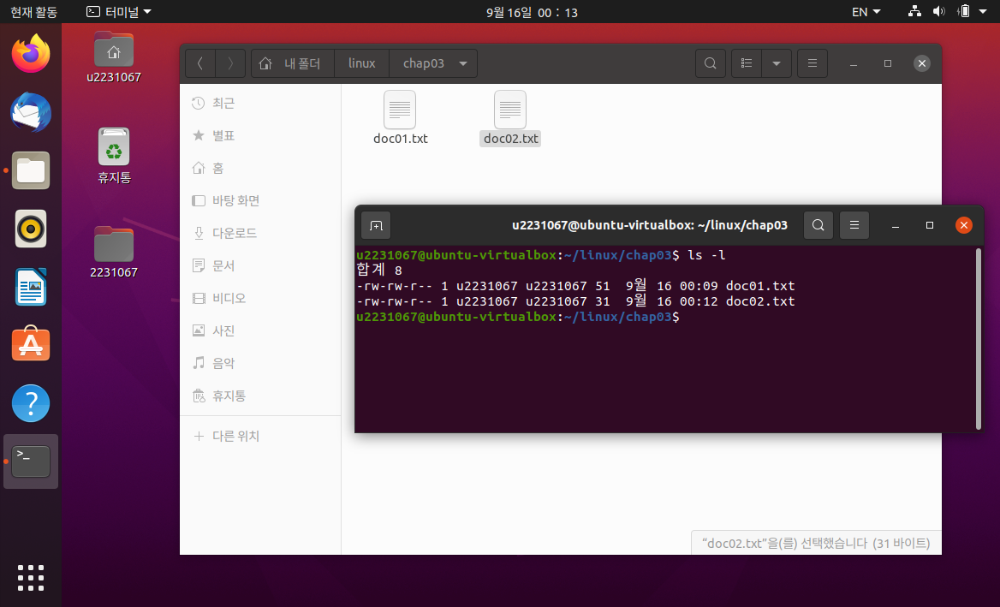 현재 활동
터미널
9월 16일 00 : 13
EN
u2231067
휴지통
2231067
내 폴더
linux
chap03
최근
별표
홈
바탕 화면
다운로드
문서
비디오
사진
음악
휴지통
다른 위치
doc01.txt
doc02.txt
u2231067@ubuntu-virtualbox: ~/linux/chap03
u2231067@ubuntu-virtualbox:~/linux/chap03$ ls -l
합계 8
-rw-rw-r-- 1 u2231067 u2231067 51  9월 16 00:09 doc01.txt
-rw-rw-r-- 1 u2231067 u2231067 31  9월 16 00:12 doc02.txt
u2231067@ubuntu-virtualbox:~/linux/chap03$
“doc02.txt”을(를) 선택했습니다 (31 바이트)